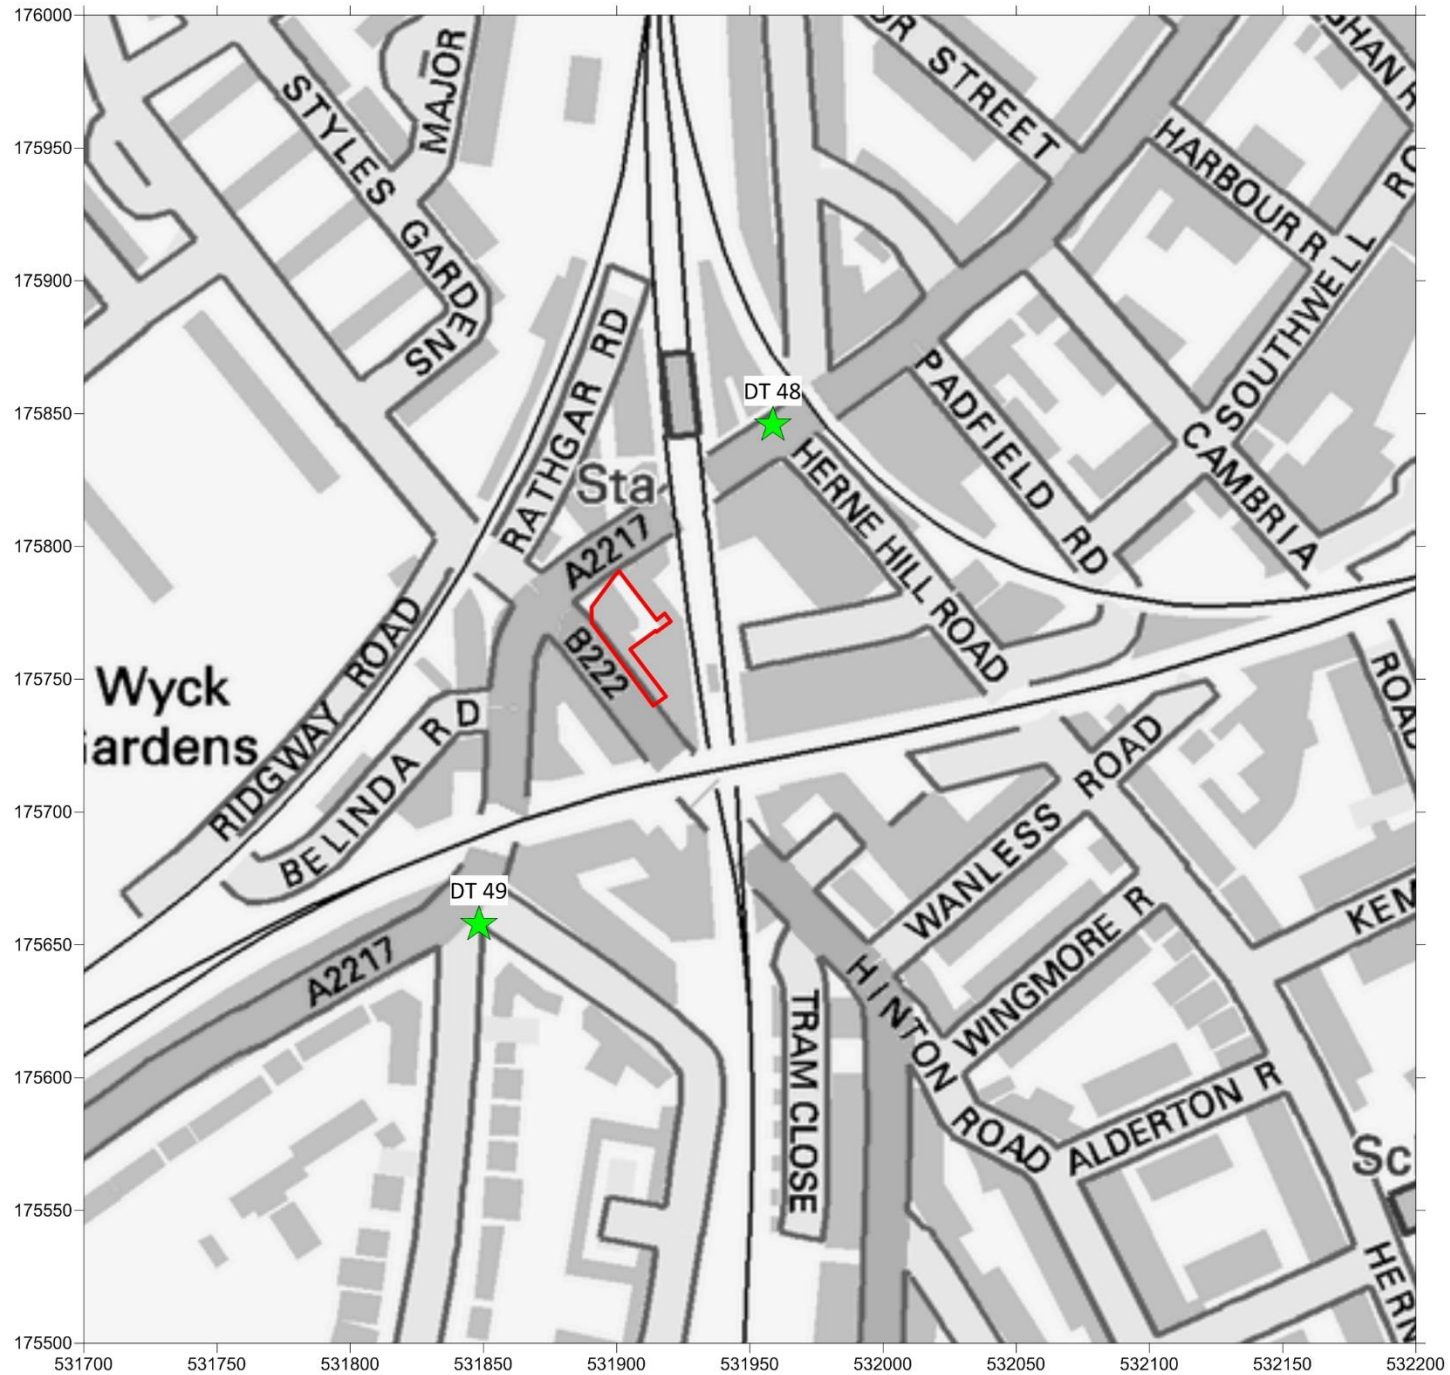 176000
175950
175900
175850
175800
175750
175700
175650
175600
175550
175500
531700
531750
531800
531850
531900
531950
532000
532050
532100
532150
532200
STYLES GARDENS
MAJOR
OR STREET
GHAN R
HARBOUR R
SOUTHWELL RO
CAMBRIA
PADFIELD RD
DT 48
RATHGAR RD
Sta
A2217
HERNE HILL ROAD
B222
RIDGWAY ROAD
Wyck
ardens
BELINDA RD
ROAD
WANLESS ROAD
DT 49
A2217
WINGMORE R
KEM
HINTON ROAD
TRAM CLOSE
ALDERTON R
Sc
HERN